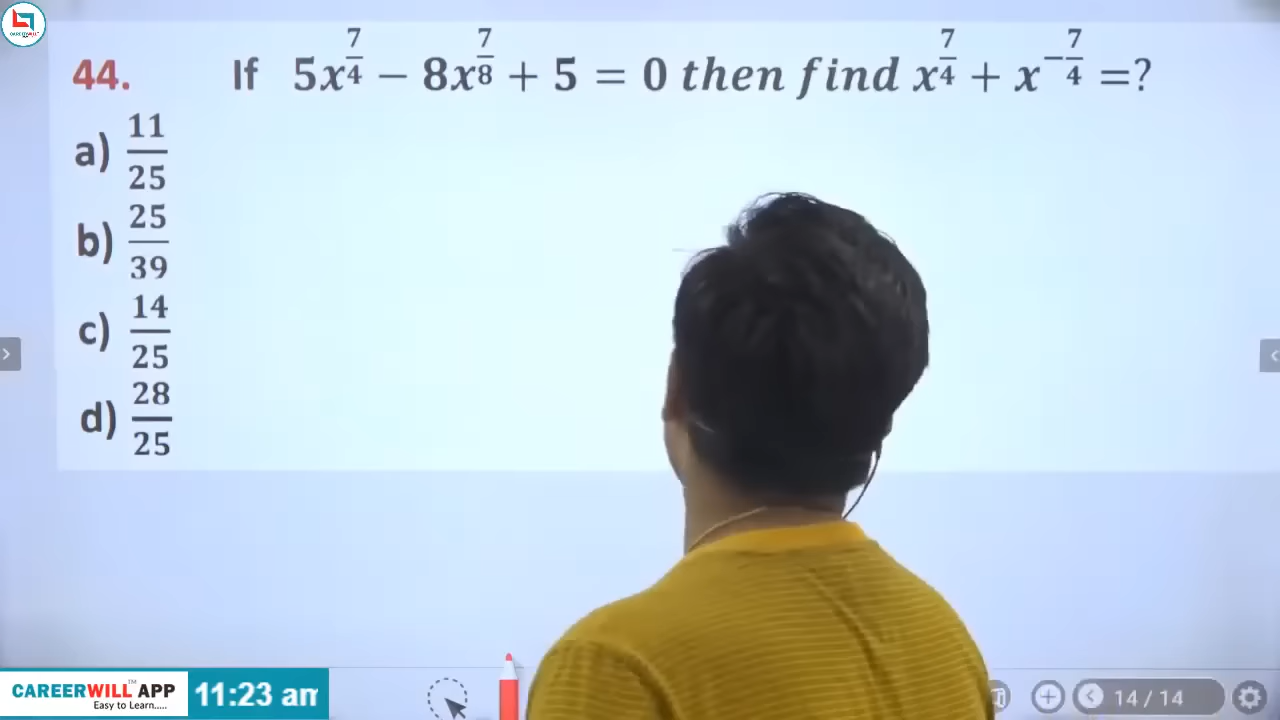 CAREERWILL
44. If 5x^{7/4} − 8x^{7/8} + 5 = 0 then find x^{7/4} + x^{−7/4} =?
a) 11/25
b) 25/39
c) 14/25
d) 28/25
CAREERWILL™ APP
Easy to Learn.....
11:23 am
14 / 14